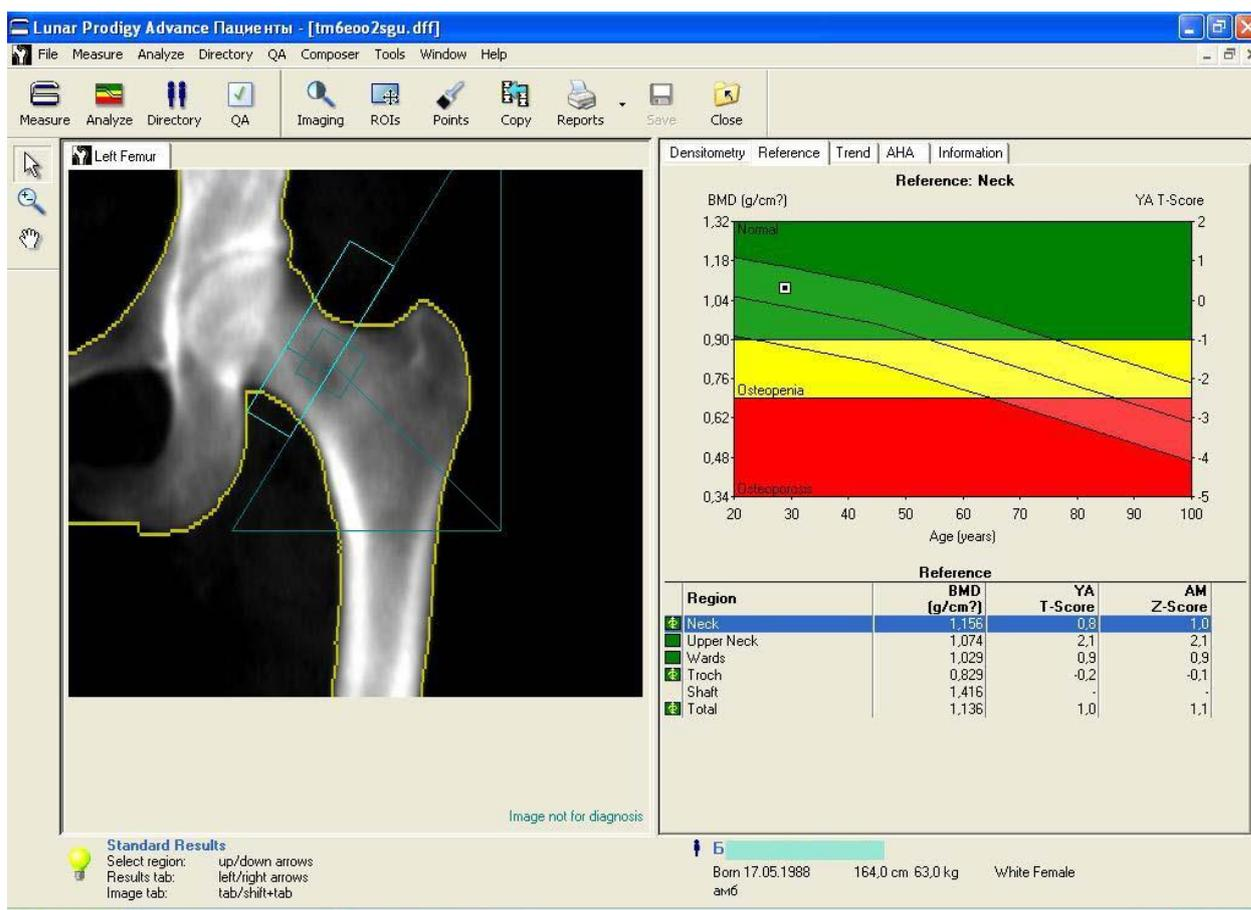 Lunar Prodigy Advance Пациенты - [tm6eoo2sgu.dff]
File Measure Analyze Directory QA Composer Tools Window Help
Measure Analyze Directory QA Imaging ROIs Points Copy Reports Save Close
Left Femur
Densitometry Reference Trend AHA Information
Reference: Neck
BMD (g/cm?) YA T-Score
1,32 Normal 2
1,18 1
1,04 0
0,90 -1
0,76 -2
Osteopenia
0,62 -3
0,48 -4
Osteoporosis
0,34 -5
20 30 40 50 60 70 80 90 100
Age (years)
Reference
Region BMD (g/cm?) YA T-Score AM Z-Score
Neck 1,156 0,8 1,0
Upper Neck 1,074 2,1 2,1
Wards 1,029 0,9 0,9
Troch 0,829 -0,2 -0,1
Shaft 1,416 - -
Total 1,136 1,0 1,1
Image not for diagnosis
Standard Results
Select region: up/down arrows
Results tab: left/right arrows
Image tab: tab/shift+tab
Б
Born 17.05.1988 164,0 cm 63,0 kg White Female
амб